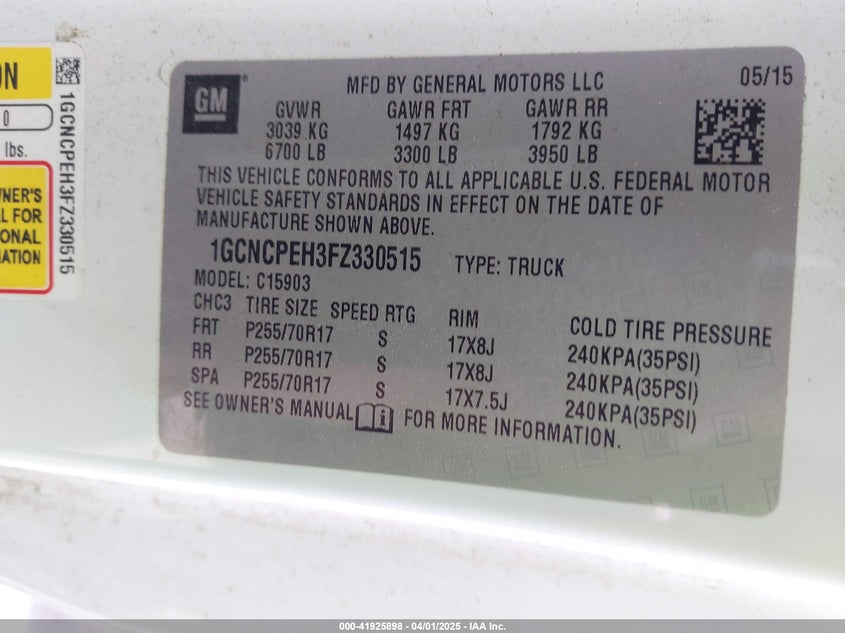 ON
0
lbs.
WNER'S
AL FOR
IONAL
MATION
1GCNCPEH3FZ330515
GM
MFD BY GENERAL MOTORS LLC
05/15
GVWR GAWR FRT GAWR RR
3039 KG 1497 KG 1792 KG
6700 LB 3300 LB 3950 LB
THIS VEHICLE CONFORMS TO ALL APPLICABLE U.S. FEDERAL MOTOR
VEHICLE SAFETY STANDARDS IN EFFECT ON THE DATE OF
MANUFACTURE SHOWN ABOVE.
1GCNCPEH3FZ330515 TYPE: TRUCK
MODEL: C15903
CHC3 TIRE SIZE SPEED RTG RIM COLD TIRE PRESSURE
FRT P255/70R17 S 17X8J 240KPA(35PSI)
RR P255/70R17 S 17X8J 240KPA(35PSI)
SPA P255/70R17 S 17X7.5J 240KPA(35PSI)
SEE OWNER'S MANUAL FOR MORE INFORMATION.
000-41925898 - 04/01/2025 - IAA Inc.